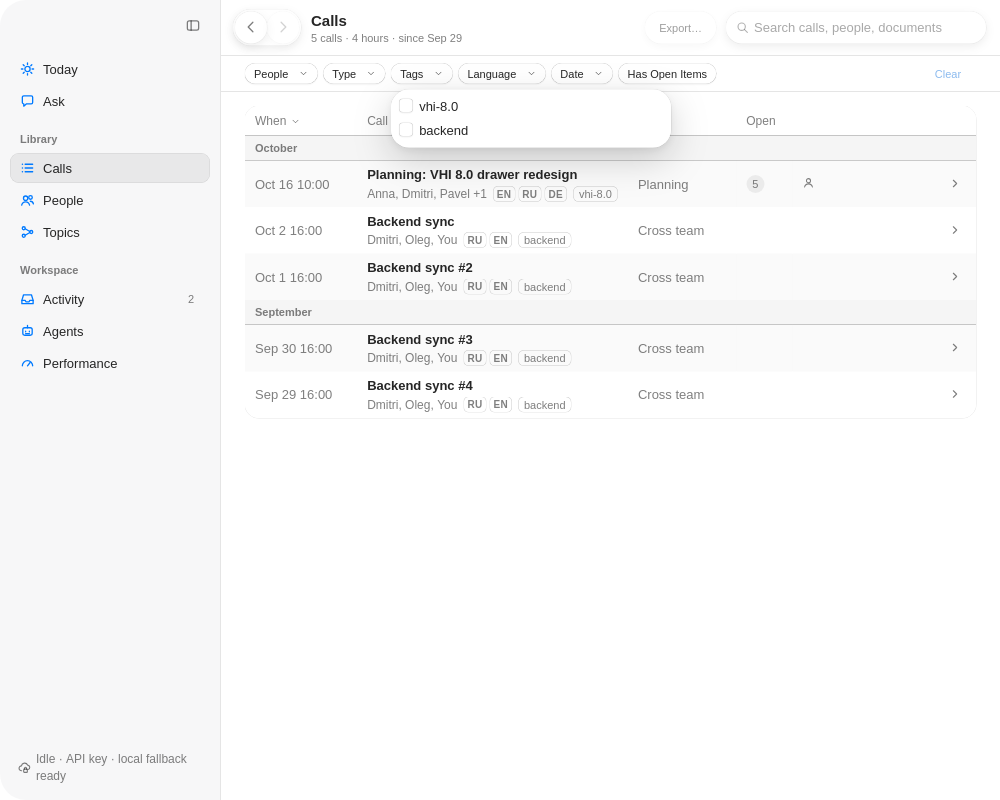 Calls
5 calls · 4 hours · since Sep 29
Export…
Search calls, people, documents
Today
Ask
Library
Calls
People
Topics
Workspace
Activity 2
Agents
Performance
Idle · API key · local fallback
ready
People Type Tags Language Date Has Open Items Clear
vhi-8.0
backend
When Call Open
October
Oct 16 10:00 Planning: VHI 8.0 drawer redesign Planning 5
Anna, Dmitri, Pavel +1 EN RU DE vhi-8.0
Oct 2 16:00 Backend sync Cross team
Dmitri, Oleg, You RU EN backend
Oct 1 16:00 Backend sync #2 Cross team
Dmitri, Oleg, You RU EN backend
September
Sep 30 16:00 Backend sync #3 Cross team
Dmitri, Oleg, You RU EN backend
Sep 29 16:00 Backend sync #4 Cross team
Dmitri, Oleg, You RU EN backend